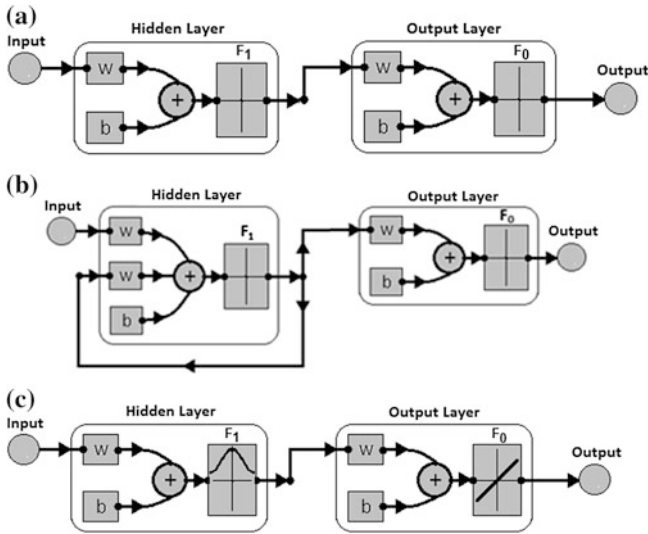 (a)
Hidden Layer
Output Layer
Input
F1
F0
Output
W
+
b
W
+
b
(b)
Hidden Layer
Output Layer
Input
F1
F0
Output
W
W
+
b
W
+
b
(c)
Hidden Layer
Output Layer
Input
F1
F0
Output
W
+
b
W
+
b